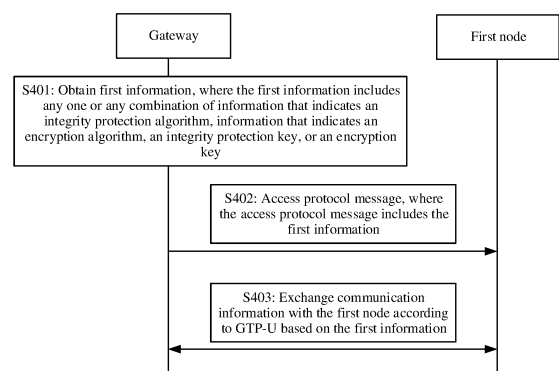 Gateway
First node
S401: Obtain first information, where the first information includes
any one or any combination of information that indicates an
integrity protection algorithm, information that indicates an
encryption algorithm, an integrity protection key, or an encryption
key
S402: Access protocol message, where
the access protocol message includes the
first information
S403: Exchange communication
information with the first node according
to GTP-U based on the first information